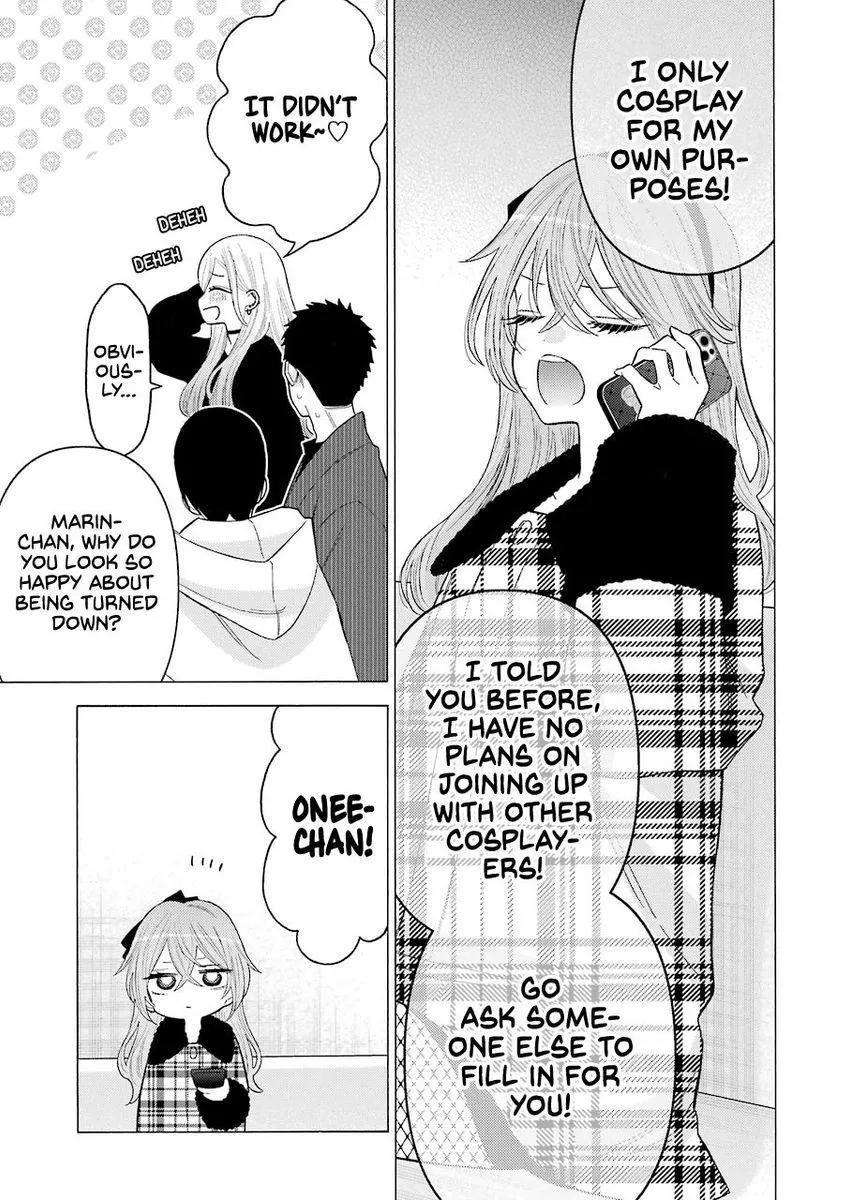 I ONLY
COSPLAY
FOR MY
OWN PUR-
POSES!
I TOLD
YOU BEFORE,
I HAVE NO
PLANS ON
JOINING UP
WITH OTHER
COSPLAY-
ERS!
GO
ASK SOME-
ONE ELSE TO
FILL IN FOR
YOU!
IT DIDN'T
WORK~♡
DEHEH
DEHEH
OBVI-
OUS-
LY...
MARIN-
CHAN, WHY DO
YOU LOOK SO
HAPPY ABOUT
BEING TURNED
DOWN?
ONEE-
CHAN!